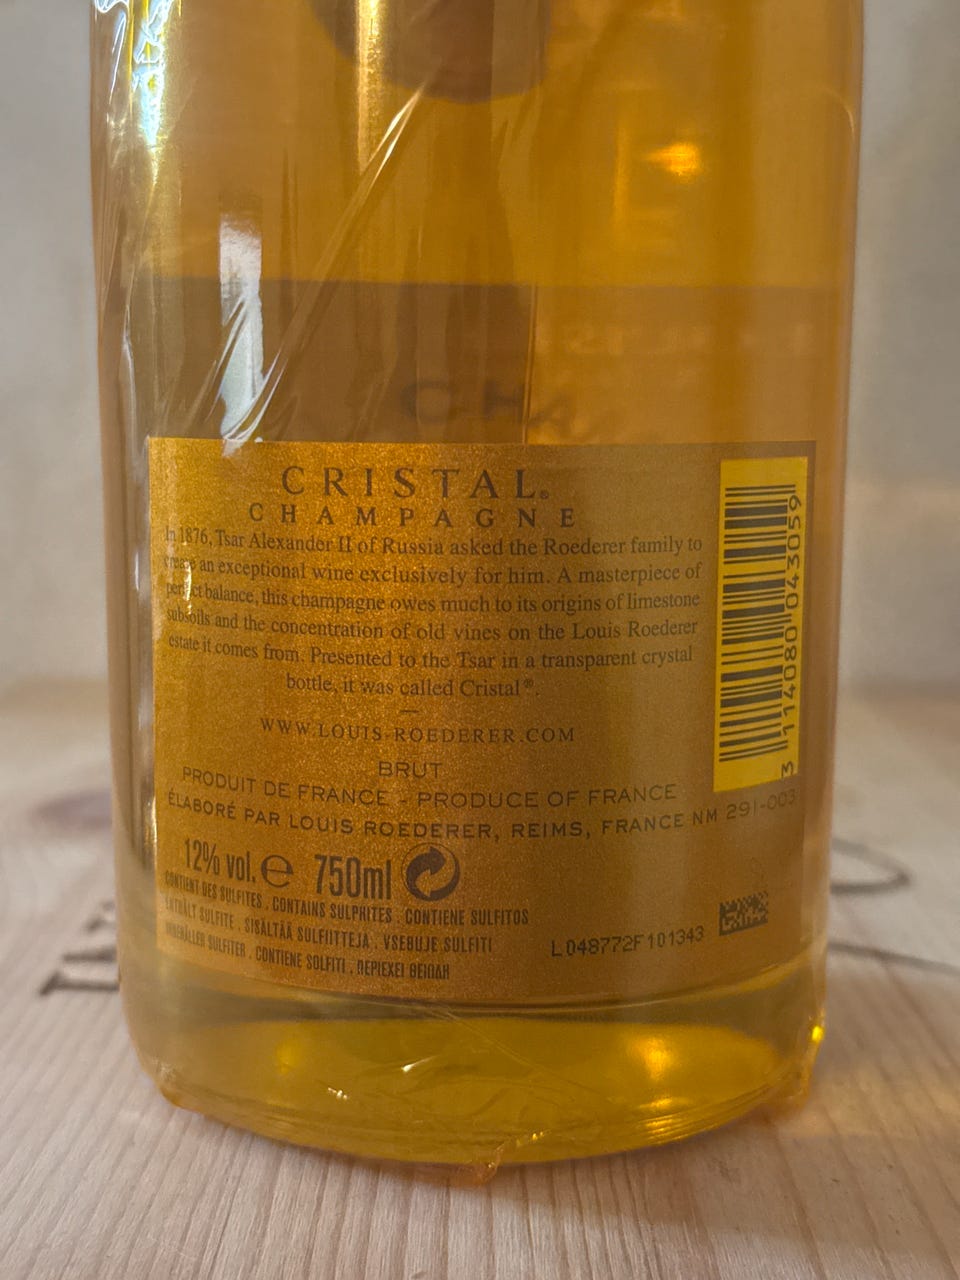 CHA
CRISTAL®
CHAMPAGNE
In 1876, Tsar Alexander II of Russia asked the Roederer family to
create an exceptional wine exclusively for him. A masterpiece of
perfect balance, this champagne owes much to its origins of limestone
subsoils and the concentration of old vines on the Louis Roederer
estate it comes from. Presented to the Tsar in a transparent crystal
bottle, it was called Cristal®.
WWW.LOUIS-ROEDERER.COM
BRUT
PRODUIT DE FRANCE - PRODUCE OF FRANCE
ÉLABORÉ PAR LOUIS ROEDERER, REIMS, FRANCE NM 291-003
12% vol. e 750ml
CONTIENT DES SULFITES . CONTAINS SULPHITES . CONTIENE SULFITOS
ENTHÄLT SULFITE . SISÄLTÄÄ SULFIITTEJA . VSEBUJE SULFITI
INNEHÅLLER SULFITER . CONTIENE SOLFITI . ΠΕΡΙΕΧΕΙ ΘΕΙΩΔΗ
L048772F101343
3 114080 043059